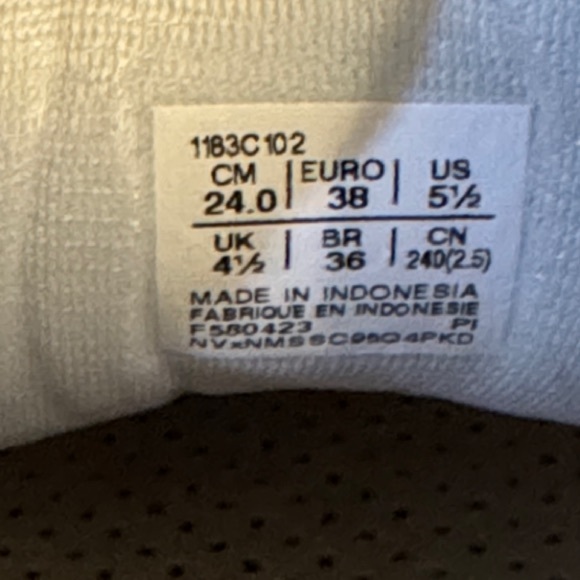 1183C102
CM | EURO | US
24.0 | 38 | 5½
UK | BR | CN
4½ | 36 | 240(2.5)
MADE IN INDONESIA
FABRIQUE EN INDONESIE
F580423 PI